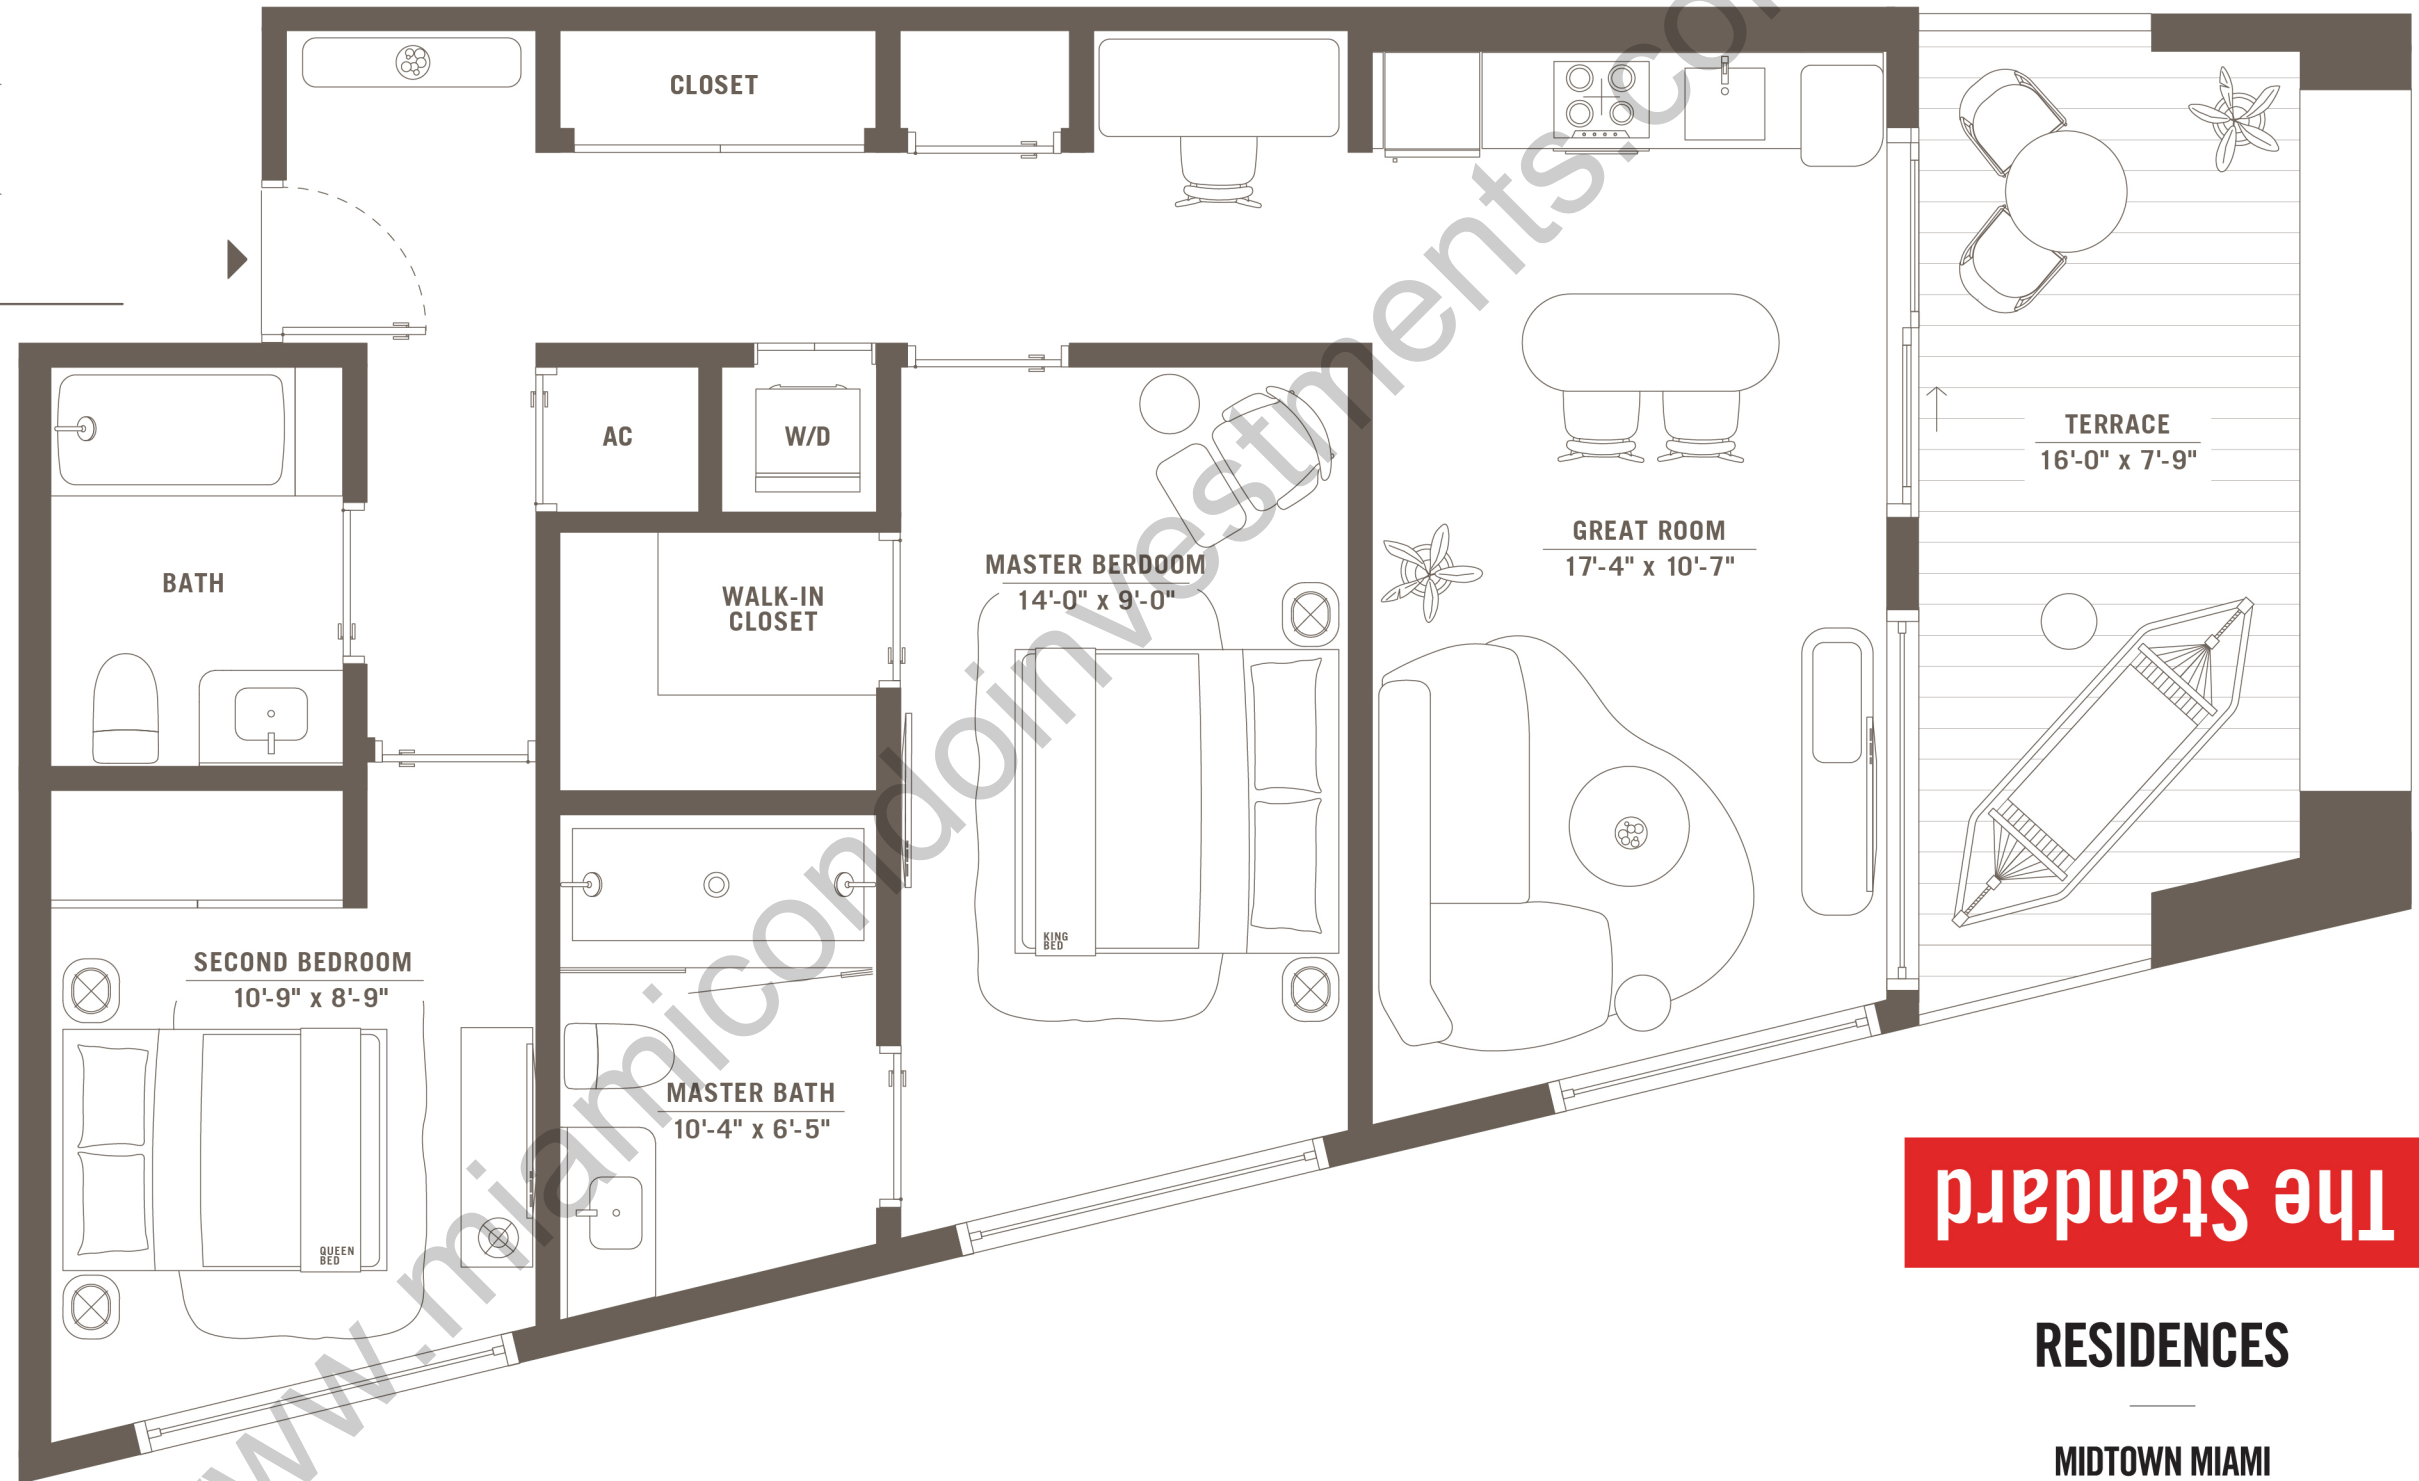 CLOSET
AC
W/D
BATH
WALK-IN
CLOSET
MASTER BERDOOM
14'-0" x 9'-0"
GREAT ROOM
17'-4" x 10'-7"
TERRACE
16'-0" x 7'-9"
KING
BED
SECOND BEDROOM
10'-9" x 8'-9"
QUEEN
BED
MASTER BATH
10'-4" x 6'-5"
www.miamicondoinvestments.com
The Standard
RESIDENCES
MIDTOWN MIAMI